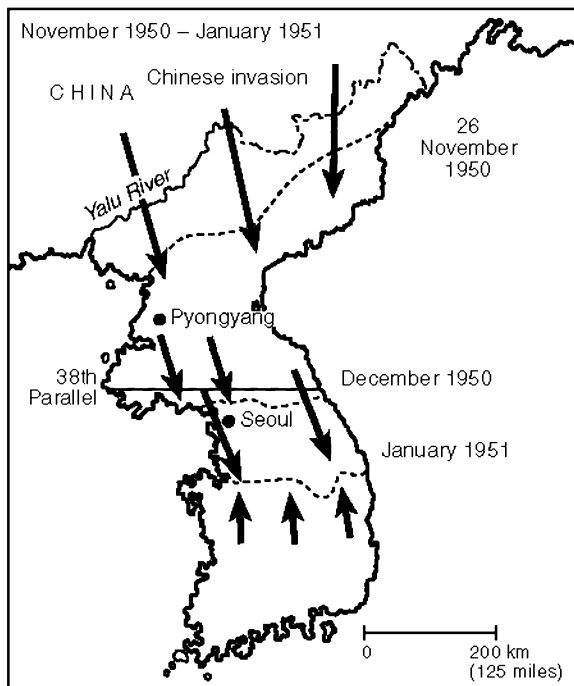 November 1950 – January 1951
Chinese invasion
CHINA
26
November
1950
Yalu River
Pyongyang
38th
Parallel
December 1950
Seoul
January 1951
0
200 km
(125 miles)